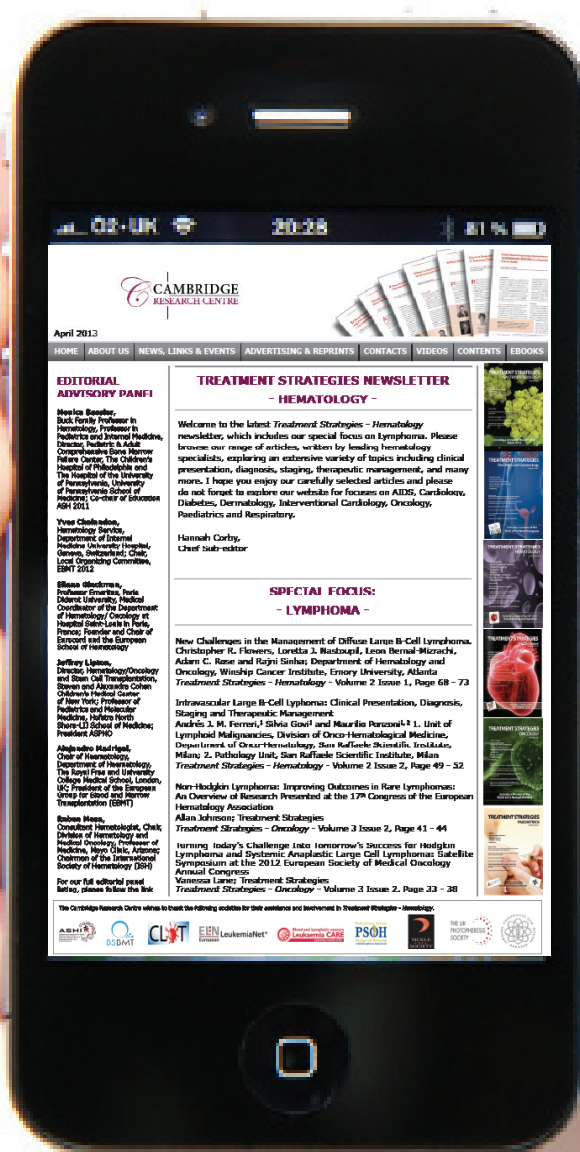 O2-UK
20:28
81 %
CAMBRIDGE
RESEARCH CENTRE
April 2013
HOME
ABOUT US
NEWS, LINKS & EVENTS
ADVERTISING & REPRINTS
CONTACTS
VIDEOS
CONTENTS
EBOOKS
EDITORIAL
ADVISORY PANEL
Monica Bessler,
Buck Family Professor in
Hematology, Professor in
Pediatrics and Internal Medicine,
Director, Pediatric & Adult
Comprehensive Bone Marrow
Failure Center, The Children's
Hospital of Philadelphia and
The Hospital of the University
of Pennsylvania, University
of Pennsylvania School of
Medicine; Co-chair of Education
ASH 2011
Yves Chalandon,
Hematology Service,
Department of Internal
Medicine University Hospital,
Geneva, Switzerland; Chair,
Local Organizing Committee,
EBMT 2012
Eliane Gluckman,
Professor Emeritus, Paris
Diderot University, Medical
Coordinator of the Department
of Hematology/ Oncology at
Hospital Saint-Louis in Paris,
France; Founder and Chair of
Eurocord and the European
School of Hematology
Jeffrey Lipton,
Director, Hematology/Oncology
and Stem Cell Transplantation,
Steven and Alexandra Cohen
Children's Medical Center
of New York; Professor of
Pediatrics and Molecular
Medicine, Hofstra North
Shore-LIJ School of Medicine;
President ASPHO
Alejandro Madrigal,
Chair of Haematology,
Department of Haematology,
The Royal Free and University
College Medical School, London,
UK; President of the European
Group for Blood and Marrow
Transplantation (EBMT)
Ruben Mesa,
Consultant Hematologist, Chair,
Division of Hematology and
Medical Oncology, Professor of
Medicine, Mayo Clinic, Arizona;
Chairmen of the International
Society of Hematology (ISH)
For our full editorial panel
listing, please follow the link
TREATMENT STRATEGIES NEWSLETTER
- HEMATOLOGY -
Welcome to the latest Treatment Strategies - Hematology
newsletter, which includes our special focus on Lymphoma. Please
browse our range of articles, written by leading hematology
specialists, exploring an extensive variety of topics including clinical
presentation, diagnosis, staging, therapeutic management, and many
more. I hope you enjoy our carefully selected articles and please
do not forget to explore our website for focuses on AIDS, Cardiology,
Diabetes, Dermatology, Interventional Cardiology, Oncology,
Paediatrics and Respiratory.
Hannah Corby,
Chief Sub-editor
SPECIAL FOCUS:
- LYMPHOMA -
New Challenges in the Management of Diffuse Large B-Cell Lymphoma.
Christopher R. Flowers, Loretta J. Nastoupil, Leon Bernal-Mizrachi,
Adam C. Rose and Rajni Sinha; Department of Hematology and
Oncology, Winship Cancer Institute, Emory University, Atlanta
Treatment Strategies - Hematology - Volume 2 Issue 1, Page 68 - 73
Intravascular Large B-Cell Lyphoma: Clinical Presentation, Diagnosis,
Staging and Therapeutic Management
Andrés J. M. Ferreri,¹ Silvia Govi¹ and Maurilio Ponzoni¹,² 1. Unit of
Lymphoid Malignancies, Division of Onco-Hematological Medicine,
Department of Onco-Hematology, San Raffaele Scientific Institute,
Milan; 2. Pathology Unit, San Raffaele Scientific Institute, Milan
Treatment Strategies - Hematology - Volume 2 Issue 2, Page 49 - 52
Non-Hodgkin Lymphoma: Improving Outcomes in Rare Lymphomas:
An Overview of Research Presented at the 17th Congress of the European
Hematology Association
Allan Johnson; Treatment Strategies
Treatment Strategies - Oncology - Volume 3 Issue 2, Page 41 - 44
Turning Today's Challenge Into Tomorrow's Success for Hodgkin
Lymphoma and Systemic Anaplastic Large Cell Lymphoma: Satellite
Symposium at the 2012 European Society of Medical Oncology
Annual Congress
Vanessa Lane; Treatment Strategies
Treatment Strategies - Oncology - Volume 3 Issue 2. Page 33 - 38
TREATMENT STRATEGIES
TREATMENT STRATEGIES
TREATMENT STRATEGIES
HEMATOLOGY
TREATMENT STRATEGIES
TREATMENT STRATEGIES
ONCOLOGY
TREATMENT STRATEGIES
PAEDIATRICS
The Cambridge Research Centre wishes to thank the following societies for their assistance and involvement in Treatment Strategies - Hematology.
ASHI
BSBMT
CLOT
ELN LeukemiaNet
European
Leukaemia CARE
PSOH
SICKLE
CELL
SOCIETY
THE UK
PHOTOPHERESIS
SOCIETY